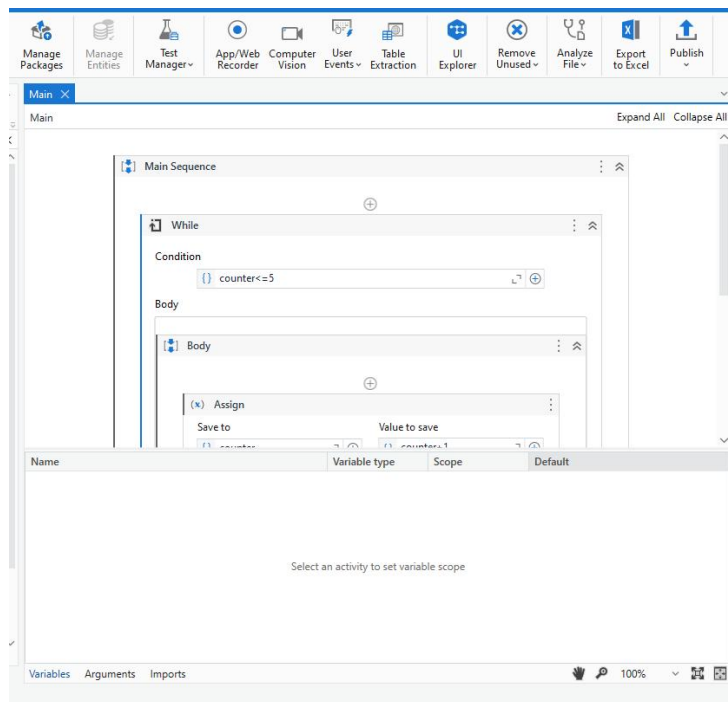 Manage Packages
Manage Entities
Test Manager
App/Web Recorder
Computer Vision
User Events
Table Extraction
UI Explorer
Remove Unused
Analyze File
Export to Excel
Publish
Main
Main Expand All Collapse All
Main Sequence
While
Condition
{} counter<=5
Body
Body
(x) Assign
Save to Value to save
{} counter {} counter+1
Name Variable type Scope Default
Select an activity to set variable scope
Variables Arguments Imports 100%